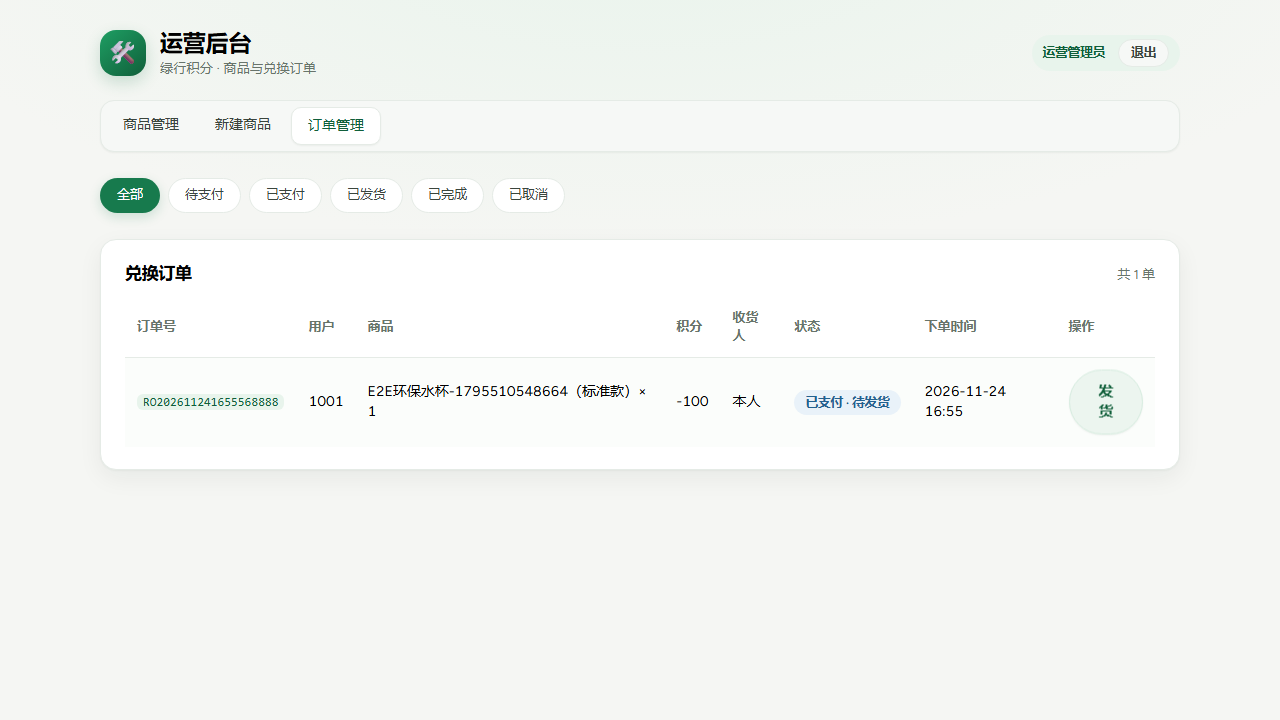 运营后台
绿行积分 · 商品与兑换订单
运营管理员 退出
商品管理 新建商品 订单管理
全部 待支付 已支付 已发货 已完成 已取消
兑换订单 共 1 单
订单号 用户 商品 积分 收货人 状态 下单时间 操作
RO202611241655568888 1001 E2E环保水杯-1795510548664（标准款）× 1 -100 本人 已支付 · 待发货 2026-11-24 16:55 发货